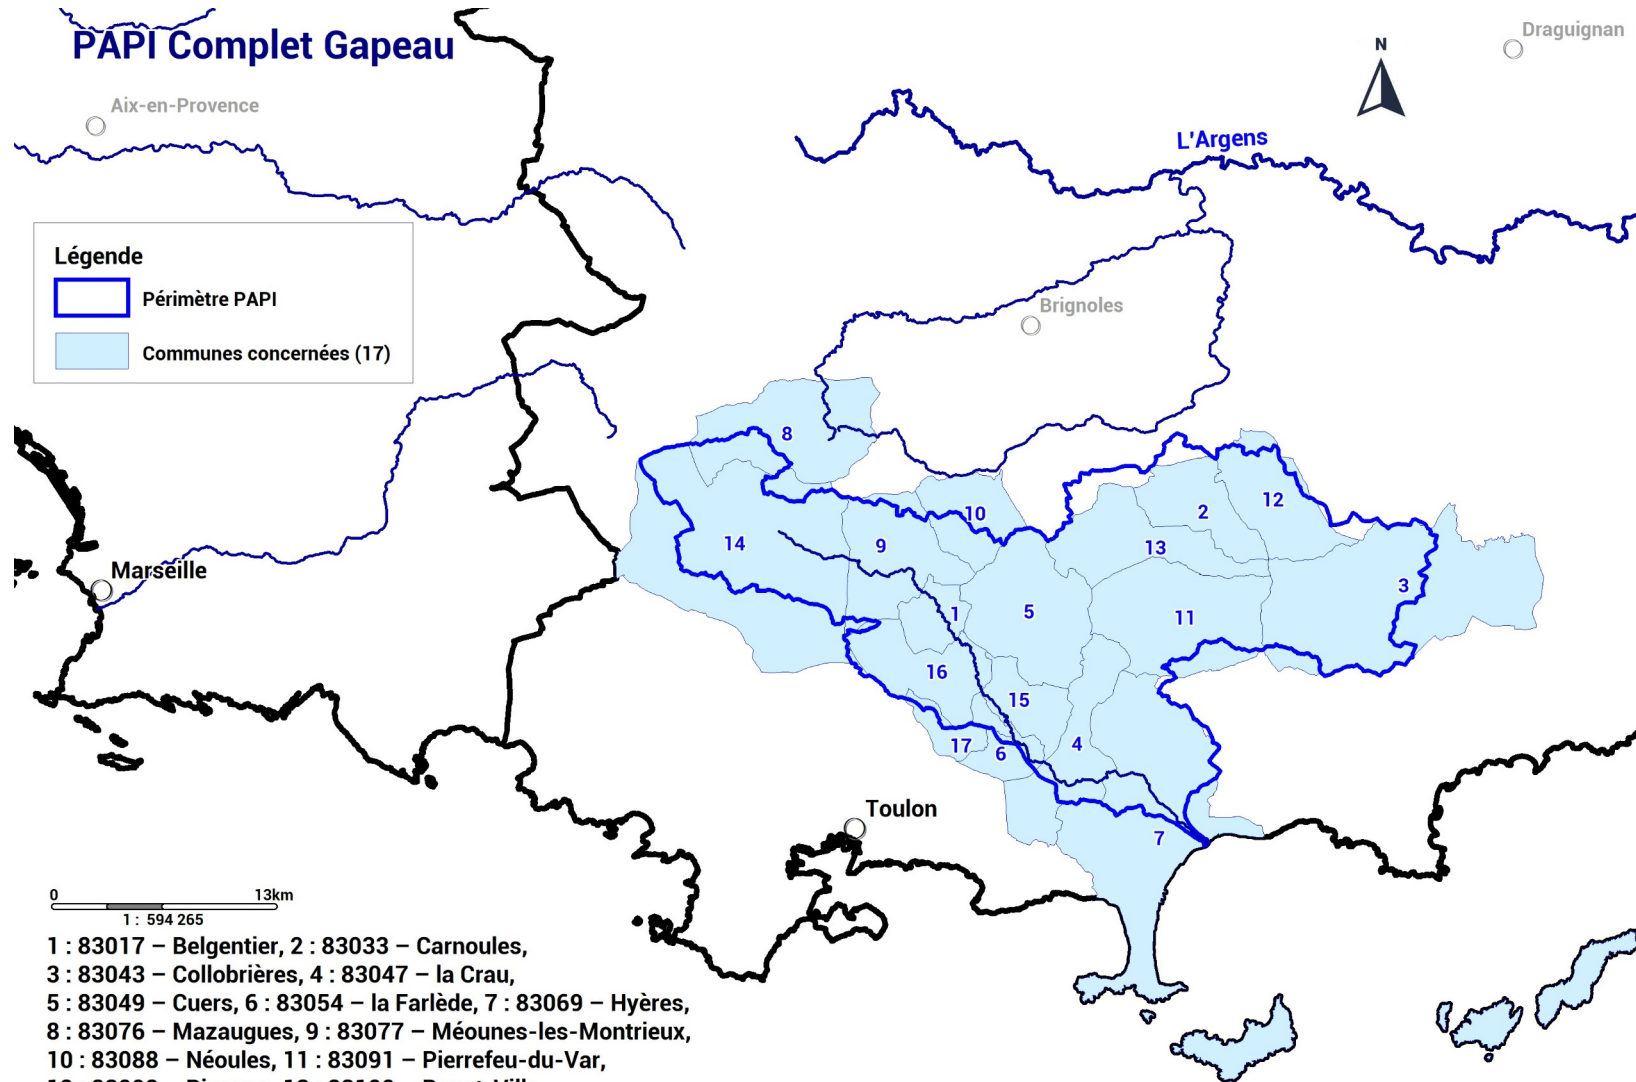 PAPI Complet Gapeau
Draguignan
N
Aix-en-Provence
L'Argens
Légende
Périmètre PAPI
Communes concernées (17)
Brignoles
8
12
10
2
14
9
13
3
1
5
11
16
15
17
6
4
7
Marseille
Toulon
0 13km
1 : 594 265
1 : 83017 – Belgentier, 2 : 83033 – Carnoules,
3 : 83043 – Collobrières, 4 : 83047 – la Crau,
5 : 83049 – Cuers, 6 : 83054 – la Farlède, 7 : 83069 – Hyères,
8 : 83076 – Mazaugues, 9 : 83077 – Méounes-les-Montrieux,
10 : 83088 – Néoules, 11 : 83091 – Pierrefeu-du-Var,